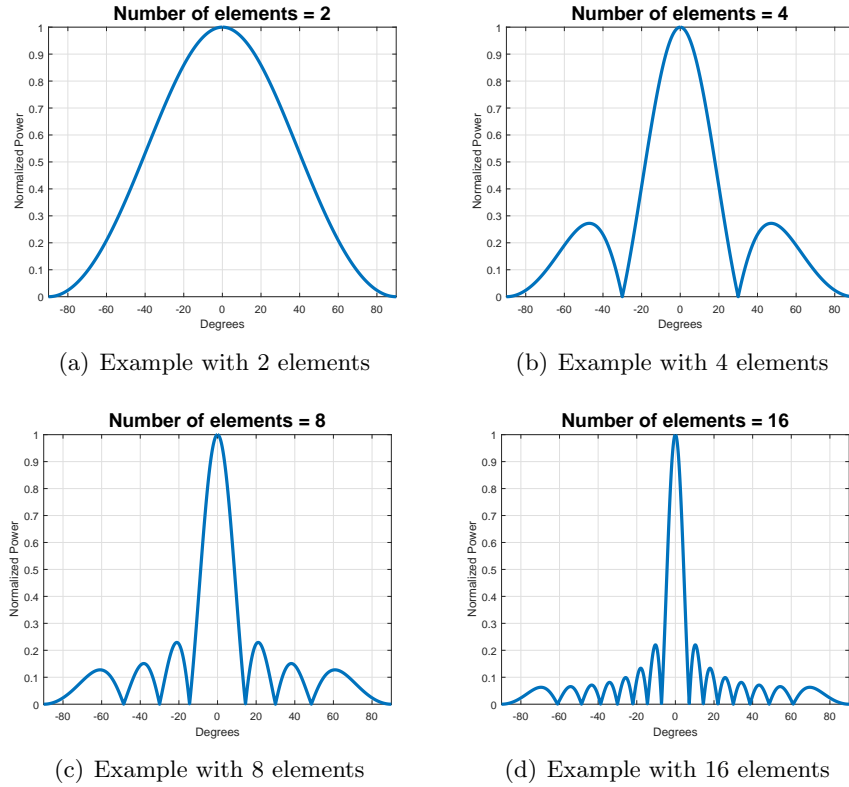 Number of elements = 2
1
0.9
0.8
0.7
0.6
0.5
0.4
0.3
0.2
0.1
0
Normalized Power
-80 -60 -40 -20 0 20 40 60 80
Degrees
(a) Example with 2 elements
Number of elements = 4
1
0.9
0.8
0.7
0.6
0.5
0.4
0.3
0.2
0.1
0
Normalized Power
-80 -60 -40 -20 0 20 40 60 80
Degrees
(b) Example with 4 elements
Number of elements = 8
1
0.9
0.8
0.7
0.6
0.5
0.4
0.3
0.2
0.1
0
Normalized Power
-80 -60 -40 -20 0 20 40 60 80
Degrees
(c) Example with 8 elements
Number of elements = 16
1
0.9
0.8
0.7
0.6
0.5
0.4
0.3
0.2
0.1
0
Normalized Power
-80 -60 -40 -20 0 20 40 60 80
Degrees
(d) Example with 16 elements